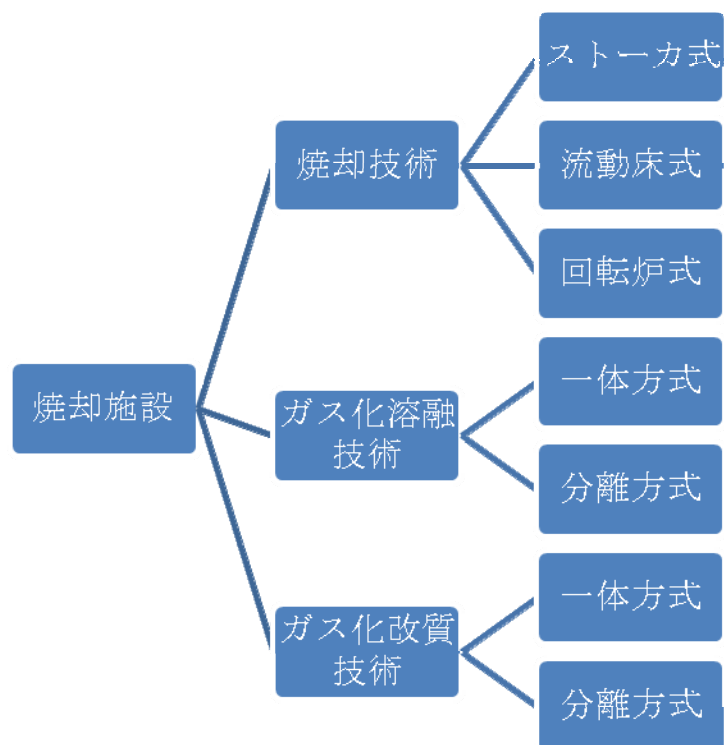 焼却施設
焼却技術
ストーカ式
流動床式
回転炉式
ガス化溶融
技術
一体方式
分離方式
ガス化改質
技術
一体方式
分離方式